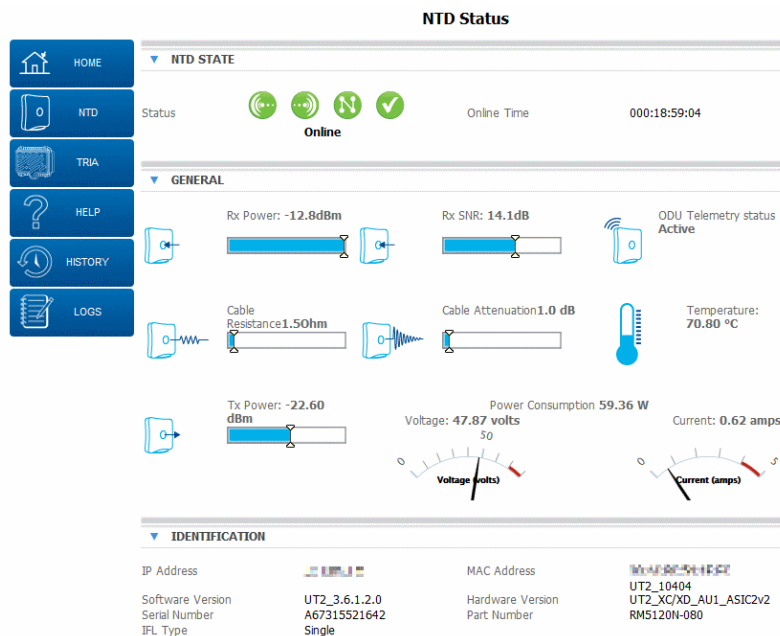 NTD Status
HOME
NTD
TRIA
HELP
HISTORY
LOGS
NTD STATE
Status
Online
Online Time 000:18:59:04
GENERAL
Rx Power: -12.8dBm
Rx SNR: 14.1dB
ODU Telemetry status
Active
Cable
Resistance1.5Ohm
Cable Attenuation1.0 dB
Temperature:
70.80 °C
Tx Power: -22.60
dBm
Power Consumption 59.36 W
Voltage: 47.87 volts
0 50
Voltage (volts)
Current: 0.62 amps
0 5
Current (amps)
IDENTIFICATION
IP Address
MAC Address
Software Version UT2_3.6.1.2.0
Hardware Version UT2_10404
UT2_XC/XD_AU1_ASIC2v2
Serial Number A67315521642
Part Number RM5120N-080
IFL Type Single